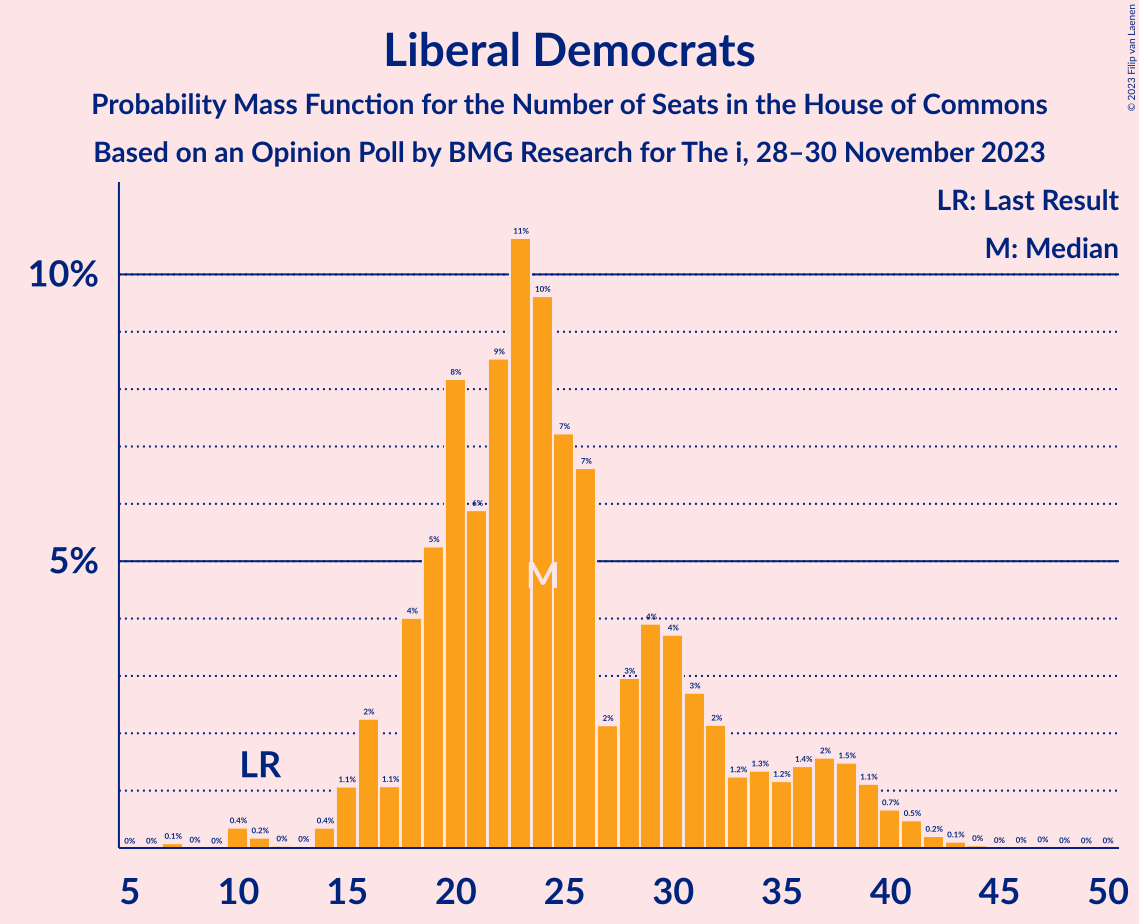 © 2023 Filip van Laenen
Liberal Democrats
Probability Mass Function for the Number of Seats in the House of Commons
Based on an Opinion Poll by BMG Research for The i, 28–30 November 2023
LR: Last Result
M: Median
10%
5%
LR
M
0% 0% 0.1% 0% 0% 0.4% 0.2% 0% 0% 0.4% 1.1% 2% 1.1% 4% 5% 8% 6% 9% 11% 10% 7% 7% 2% 3% 4% 4% 3% 2% 1.2% 1.3% 1.2% 1.4% 2% 1.5% 1.1% 0.7% 0.5% 0.2% 0.1% 0% 0% 0% 0% 0% 0% 0%
5 10 15 20 25 30 35 40 45 50